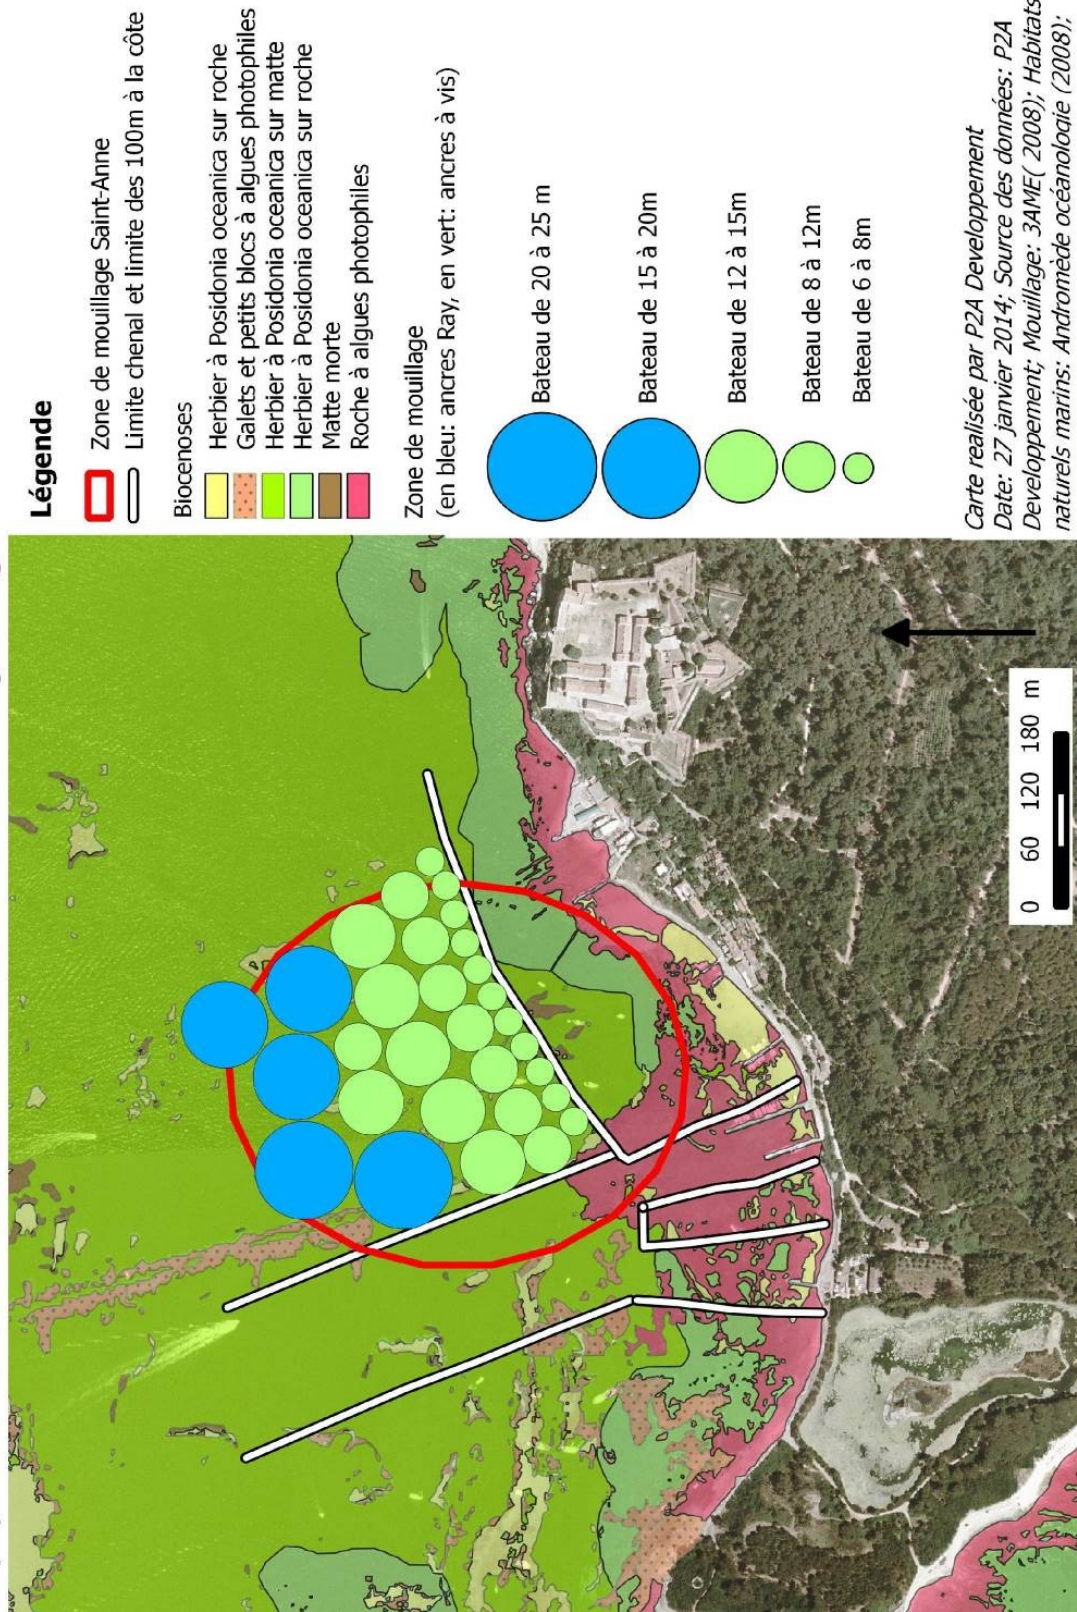 Légende
Zone de mouillage Saint-Anne
Limite chenal et limite des 100m à la côte
Biocenoses
Herbier à Posidonia oceanica sur roche
Galets et petits blocs à algues photophiles
Herbier à Posidonia oceanica sur matte
Herbier à Posidonia oceanica sur roche
Matte morte
Roche à algues photophiles
Zone de mouillage
(en bleu: ancres Ray, en vert: ancres à vis)
Bateau de 20 à 25 m
Bateau de 15 à 20m
Bateau de 12 à 15m
Bateau de 8 à 12m
Bateau de 6 à 8m
Carte realisée par P2A Developpement
Date: 27 janvier 2014; Source des données: P2A
Developpement; Mouillage: 3AME( 2008); Habitats
naturels marins: Andromède océanologie (2008);
0 60 120 180 m